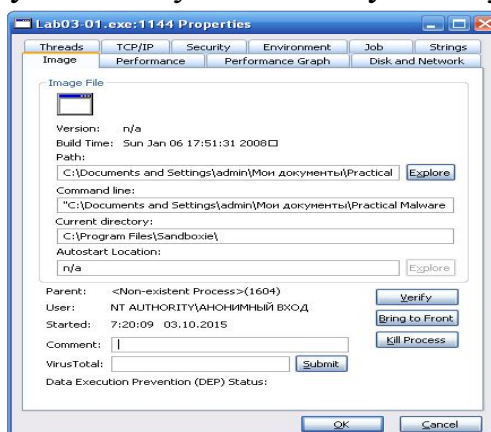 Lab03-01.exe:1144 Properties
Threads TCP/IP Security Environment Job Strings
Image Performance Performance Graph Disk and Network
Image File
Version: n/a
Build Time: Sun Jan 06 17:51:31 2008
Path:
C:\Documents and Settings\admin\Мои документы\Practical Explore
Command line:
"C:\Documents and Settings\admin\Мои документы\Practical Malware
Current directory:
C:\Program Files\Sandboxie\
Autostart Location:
n/a Explore
Parent: <Non-existent Process>(1604) Verify
User: NT AUTHORITY\АНОНИМНЫЙ ВХОД
Bring to Front
Started: 7:20:09 03.10.2015
Comment: Kill Process
VirusTotal: Submit
Data Execution Prevention (DEP) Status:
OK Cancel